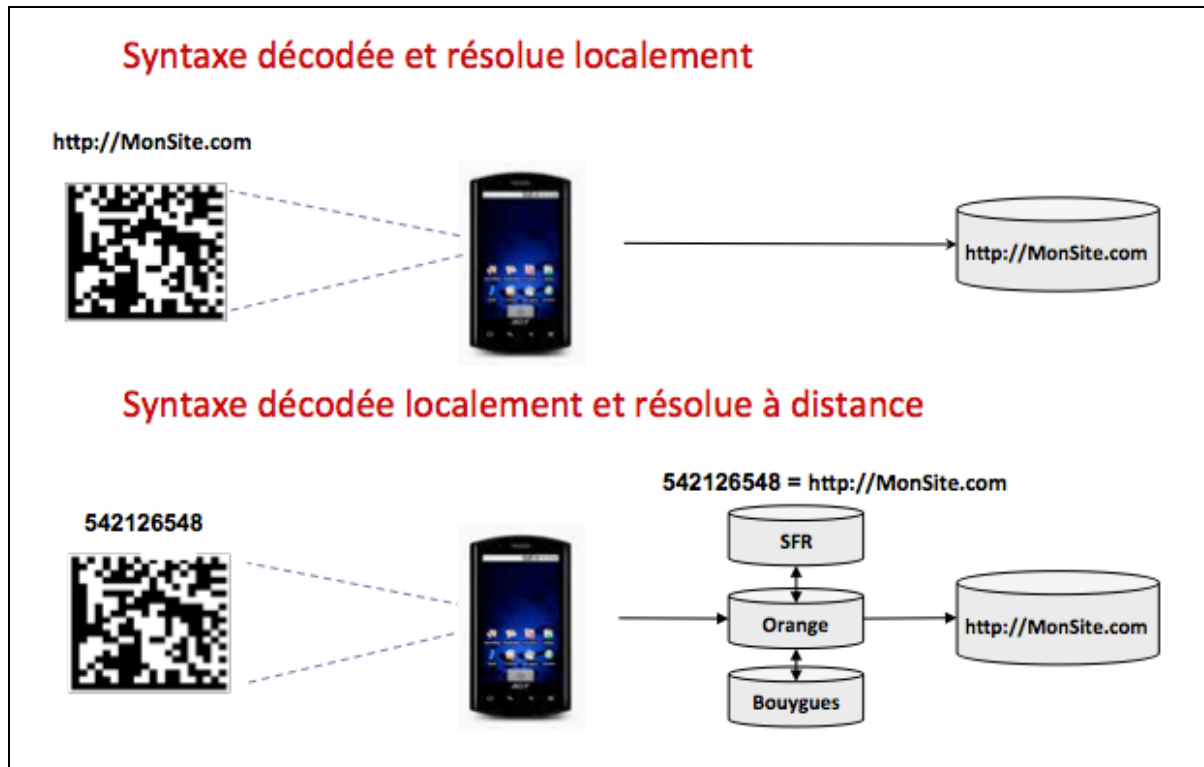 Syntaxe décodée et résolue localement
http://MonSite.com
http://MonSite.com
Syntaxe décodée localement et résolue à distance
542126548 = http://MonSite.com
542126548
SFR
Orange
http://MonSite.com
Bouygues